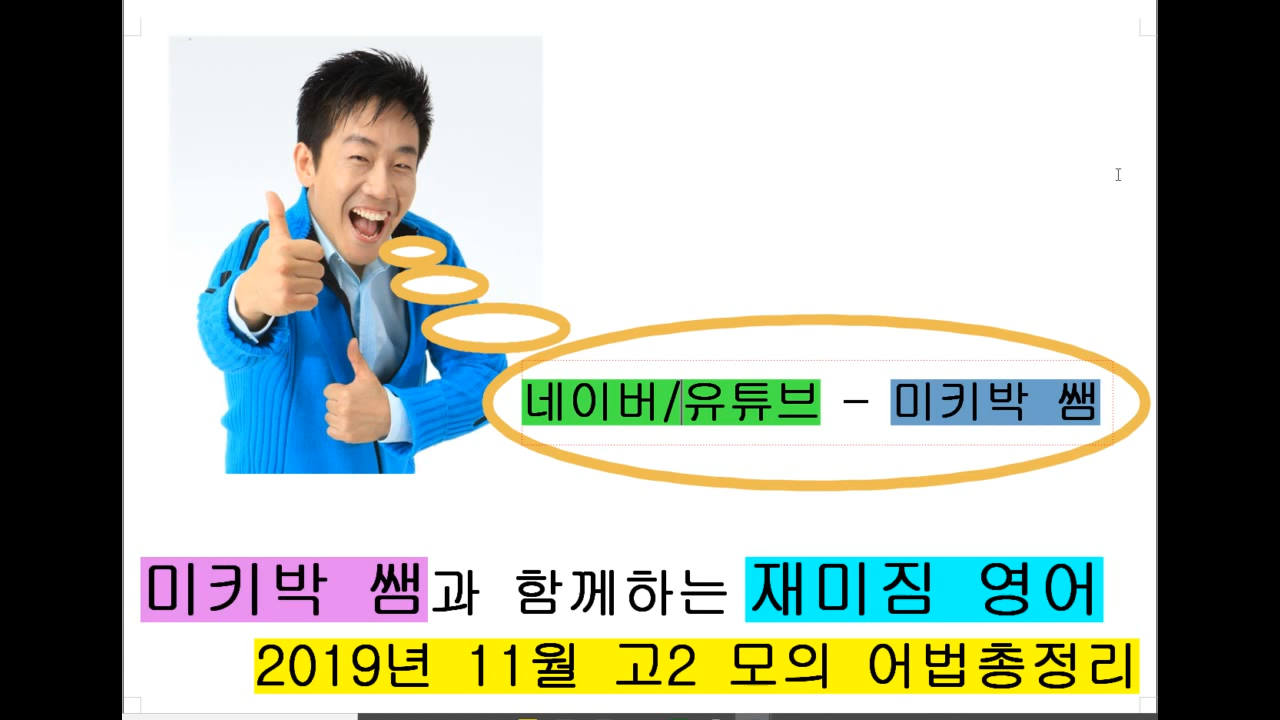 네이버/유튜브 - 미키박 쌤
미키박 쌤과 함께하는 재미짐 영어
2019년 11월 고2 모의 어법총정리